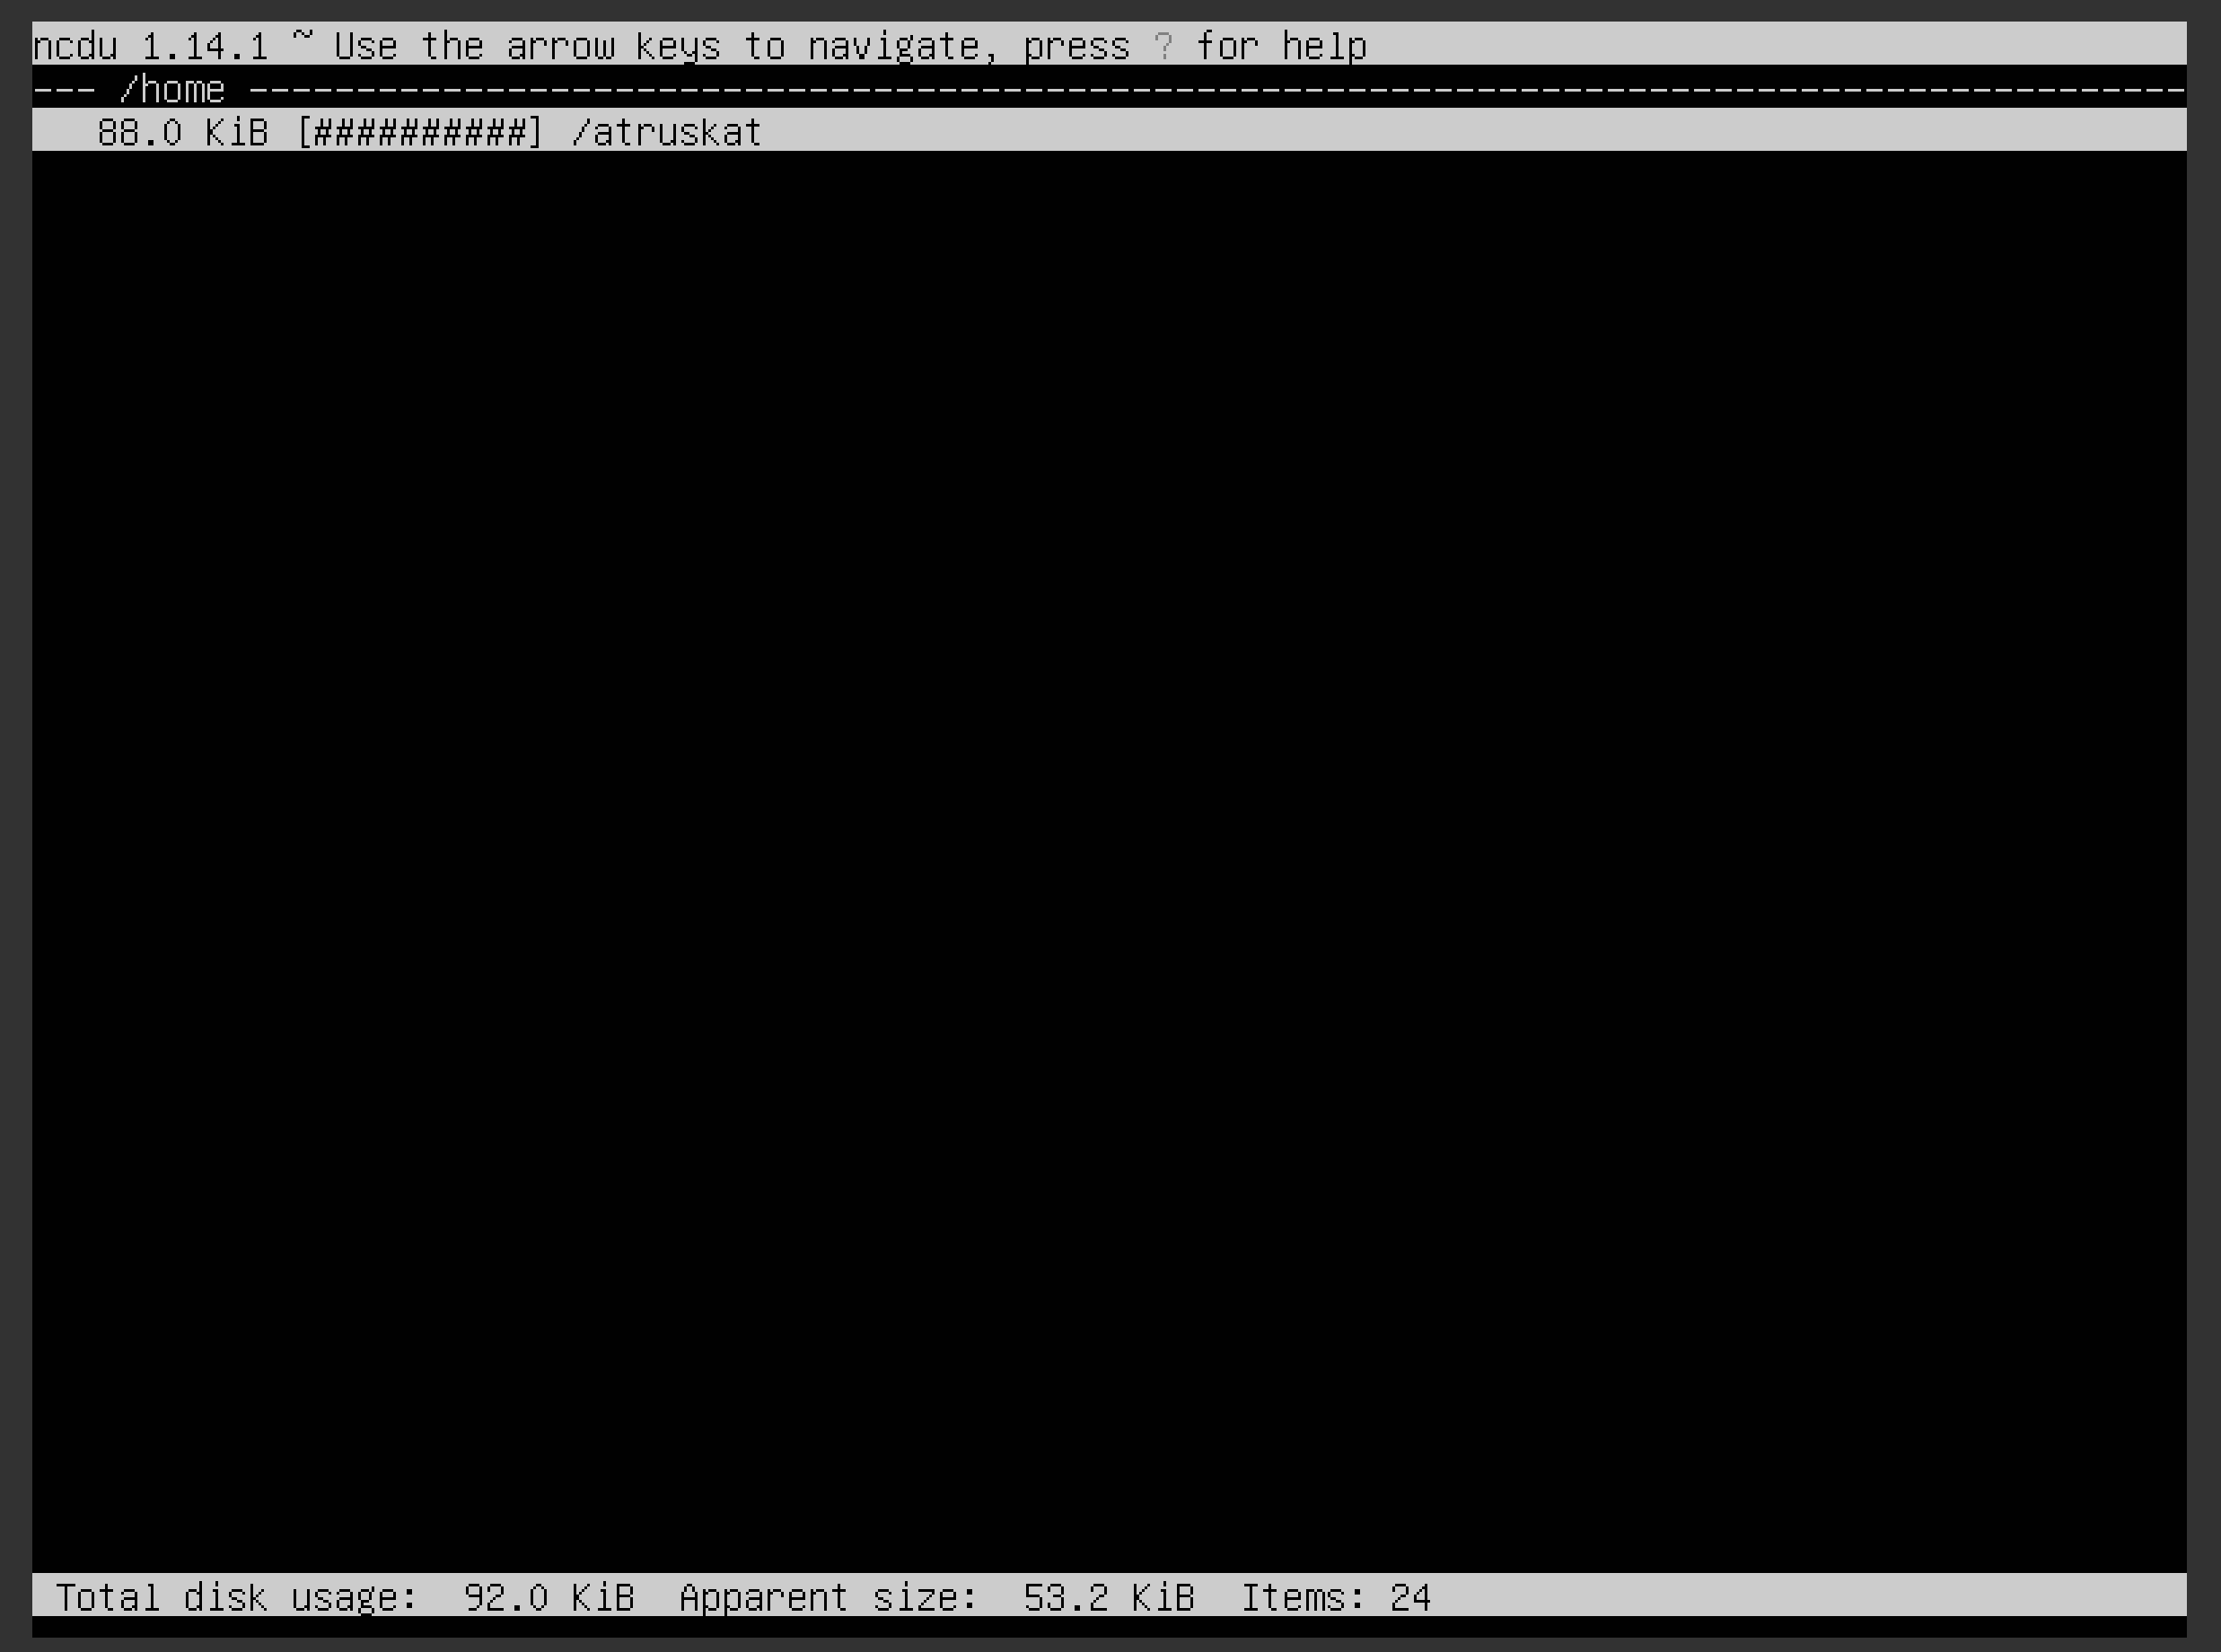 ncdu 1.14.1 ~ Use the arrow keys to navigate, press ? for help
--- /home ------------------------------------------------------------------------------------------
88.0 KiB [##########] /atruskat
Total disk usage:  92.0 KiB  Apparent size:  53.2 KiB  Items: 24